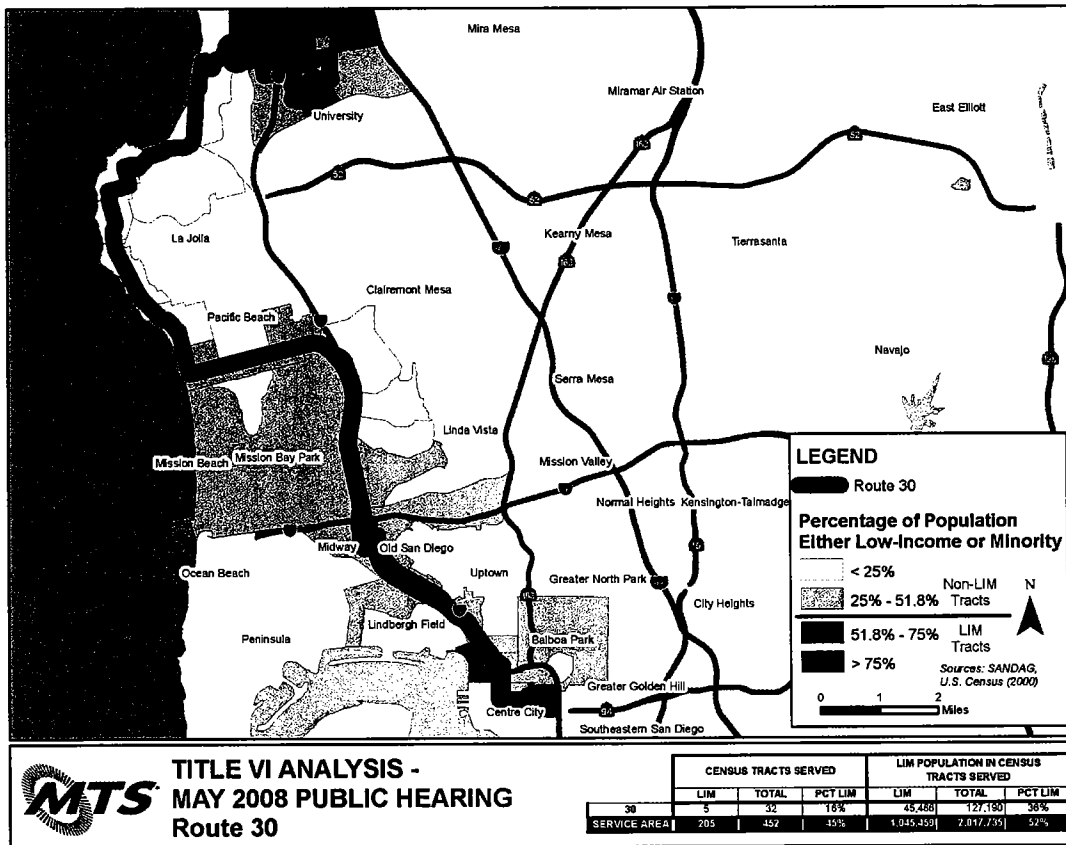 Mira Mesa
Miramar Air Station
East Elliott
University
163
52
52
52
La Jolla
Kearny Mesa
Tierrasanta
163
Clairemont Mesa
Pacific Beach
Navajo
Serra Mesa
Linda Vista
Mission Beach
Mission Bay Park
Mission Valley
Normal Heights
Kensington-Talmadge
Midway
Old San Diego
Ocean Beach
Uptown
Greater North Park
City Heights
Peninsula
Lindbergh Field
Balboa Park
Greater Golden Hill
Centre City
94
Southeastern San Diego
LEGEND
Route 30
Percentage of Population
Either Low-Income or Minority
< 25%
25% - 51.8%
Non-LIM
Tracts
51.8% - 75%
LIM
Tracts
> 75%
N
Sources: SANDAG,
U.S. Census (2000)
0 1 2
Miles
MTS
TITLE VI ANALYSIS -
MAY 2008 PUBLIC HEARING
Route 30
CENSUS TRACTS SERVED
LIM POPULATION IN CENSUS
TRACTS SERVED
LIM TOTAL PCT LIM LIM TOTAL PCT LIM
30 5 32 16% 45,488 127,190 36%
SERVICE AREA 205 452 45% 1,045,459 2,017,735 52%